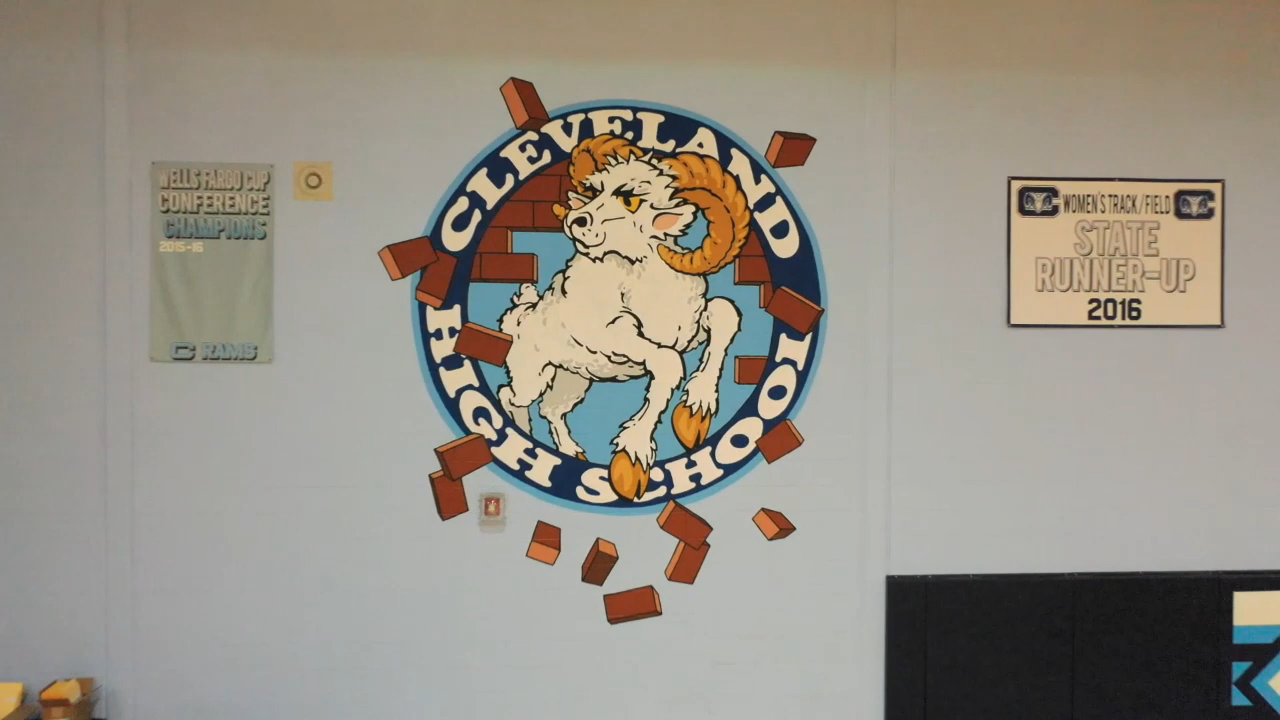 WELLS FARGO CUP
CONFERENCE
CHAMPIONS
2015-16
C RAMS
CLEVELAND
HIGH SCHOOL
C WOMEN'S TRACK/FIELD C
STATE
RUNNER-UP
2016